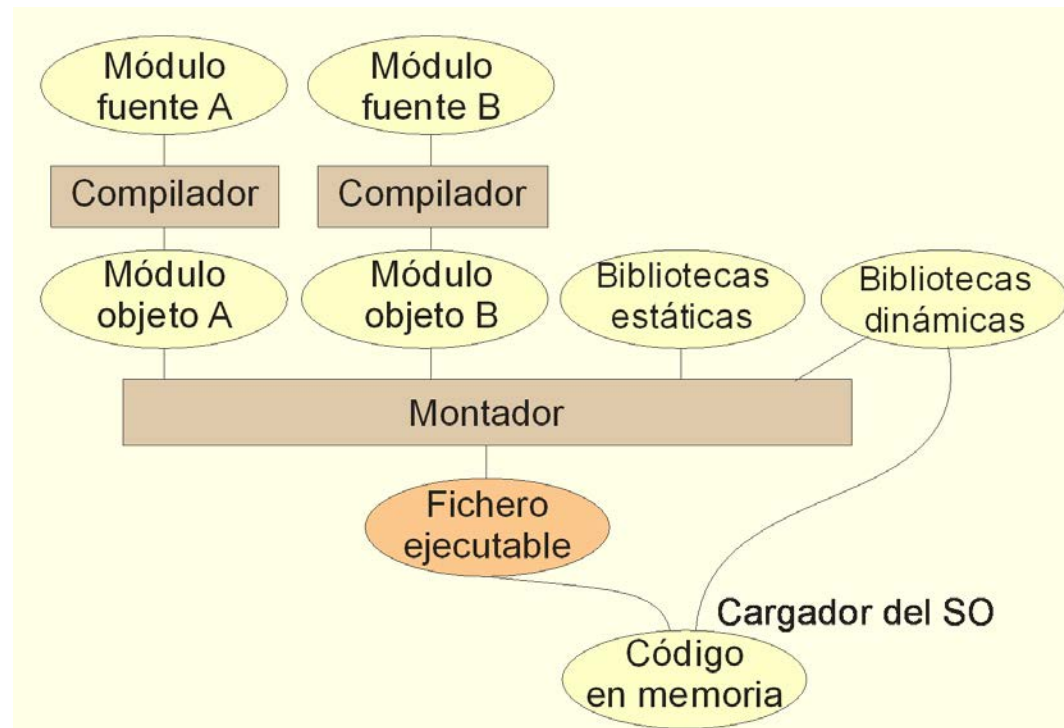 Módulo
fuente A
Módulo
fuente B
Compilador
Compilador
Módulo
objeto A
Módulo
objeto B
Bibliotecas
estáticas
Bibliotecas
dinámicas
Montador
Fichero
ejecutable
Cargador del SO
Código
en memoria